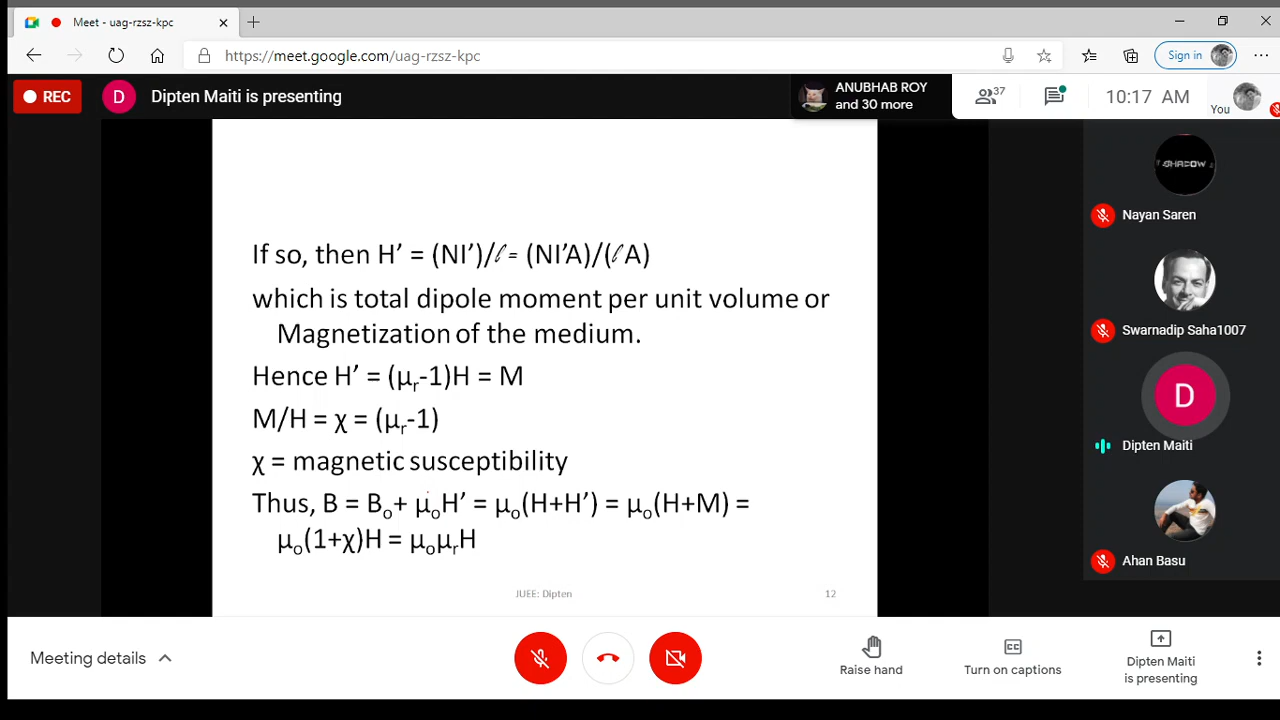 Meet - uag-rzsz-kpc
https://meet.google.com/uag-rzsz-kpc
Sign in
REC
D
Dipten Maiti is presenting
ANUBHAB ROY
and 30 more
37
10:17 AM
You
If so, then H’ = (NI’)/ℓ = (NI’A)/(ℓA)
which is total dipole moment per unit volume or
Magnetization of the medium.
Hence H’ = (μr-1)H = M
M/H = χ = (μr-1)
χ = magnetic susceptibility
Thus, B = Bo+ μoH’ = μo(H+H’) = μo(H+M) =
μo(1+χ)H = μoμrH
JUEE: Dipten
12
SHADOW
Nayan Saren
Swarnadip Saha1007
D
Dipten Maiti
Ahan Basu
Meeting details
Raise hand
Turn on captions
Dipten Maiti
is presenting